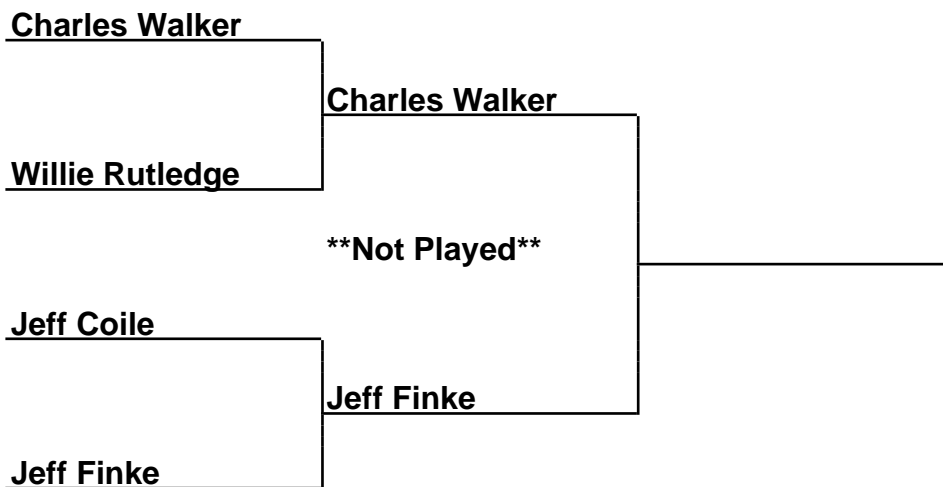 Charles Walker
Charles Walker
Willie Rutledge
**Not Played**
Jeff Coile
Jeff Finke
Jeff Finke